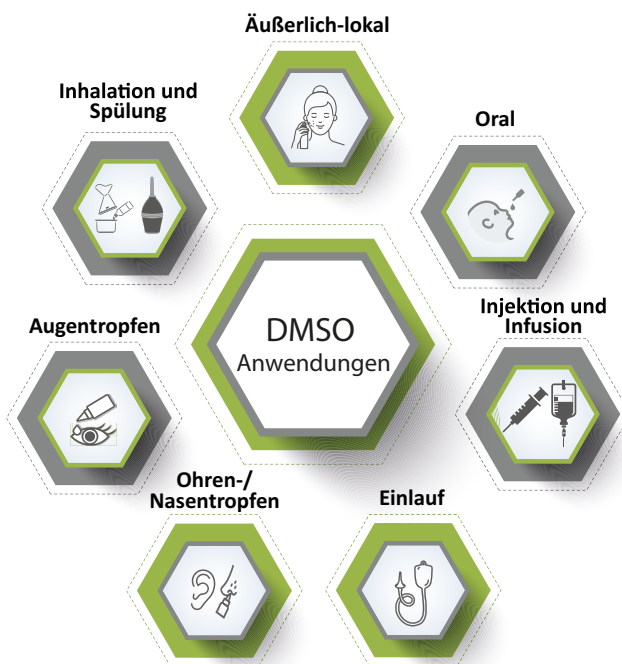 Äußerlich-lokal
Inhalation und
Spülung
Oral
DMSO
Anwendungen
Injektion und
Infusion
Augentropfen
Ohren-/
Nasentropfen
Einlauf